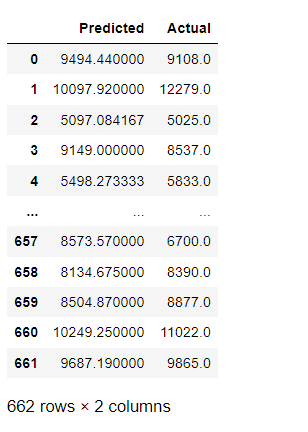 Predicted Actual
0 9494.440000 9108.0
1 10097.920000 12279.0
2 5097.084167 5025.0
3 9149.000000 8537.0
4 5498.273333 5833.0
... ... ...
657 8573.570000 6700.0
658 8134.675000 8390.0
659 8504.870000 8877.0
660 10249.250000 11022.0
661 9687.190000 9865.0
662 rows × 2 columns